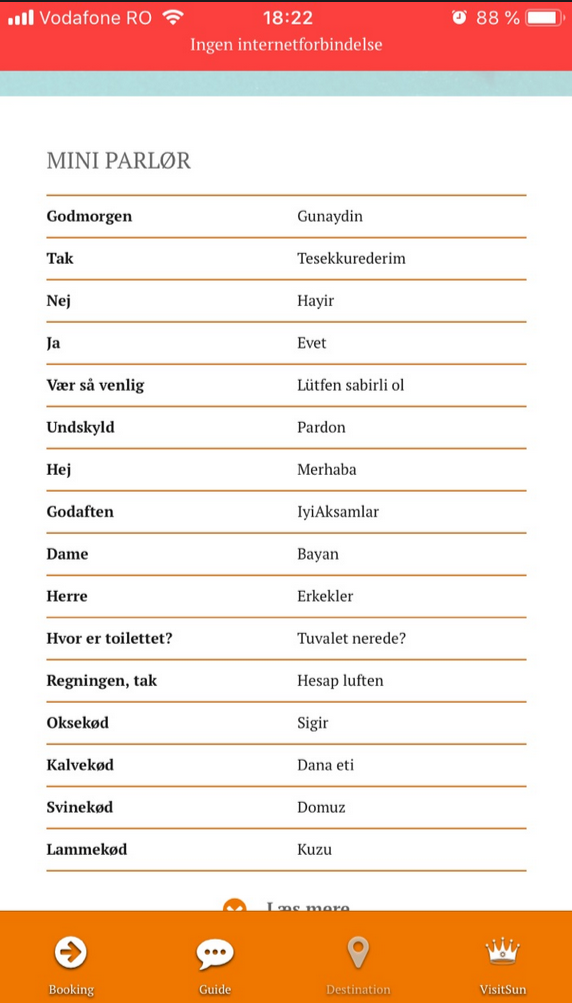 Vodafone RO 18:22 88 %
Ingen internetforbindelse
MINI PARLØR
Godmorgen Gunaydin
Tak Tesekkurederim
Nej Hayir
Ja Evet
Vær så venlig Lütfen sabirli ol
Undskyld Pardon
Hej Merhaba
Godaften IyiAksamlar
Dame Bayan
Herre Erkekler
Hvor er toilettet? Tuvalet nerede?
Regningen, tak Hesap luften
Oksekød Sigir
Kalvekød Dana eti
Svinekød Domuz
Lammekød Kuzu
Læs mere
Booking Guide Destination VisitSun